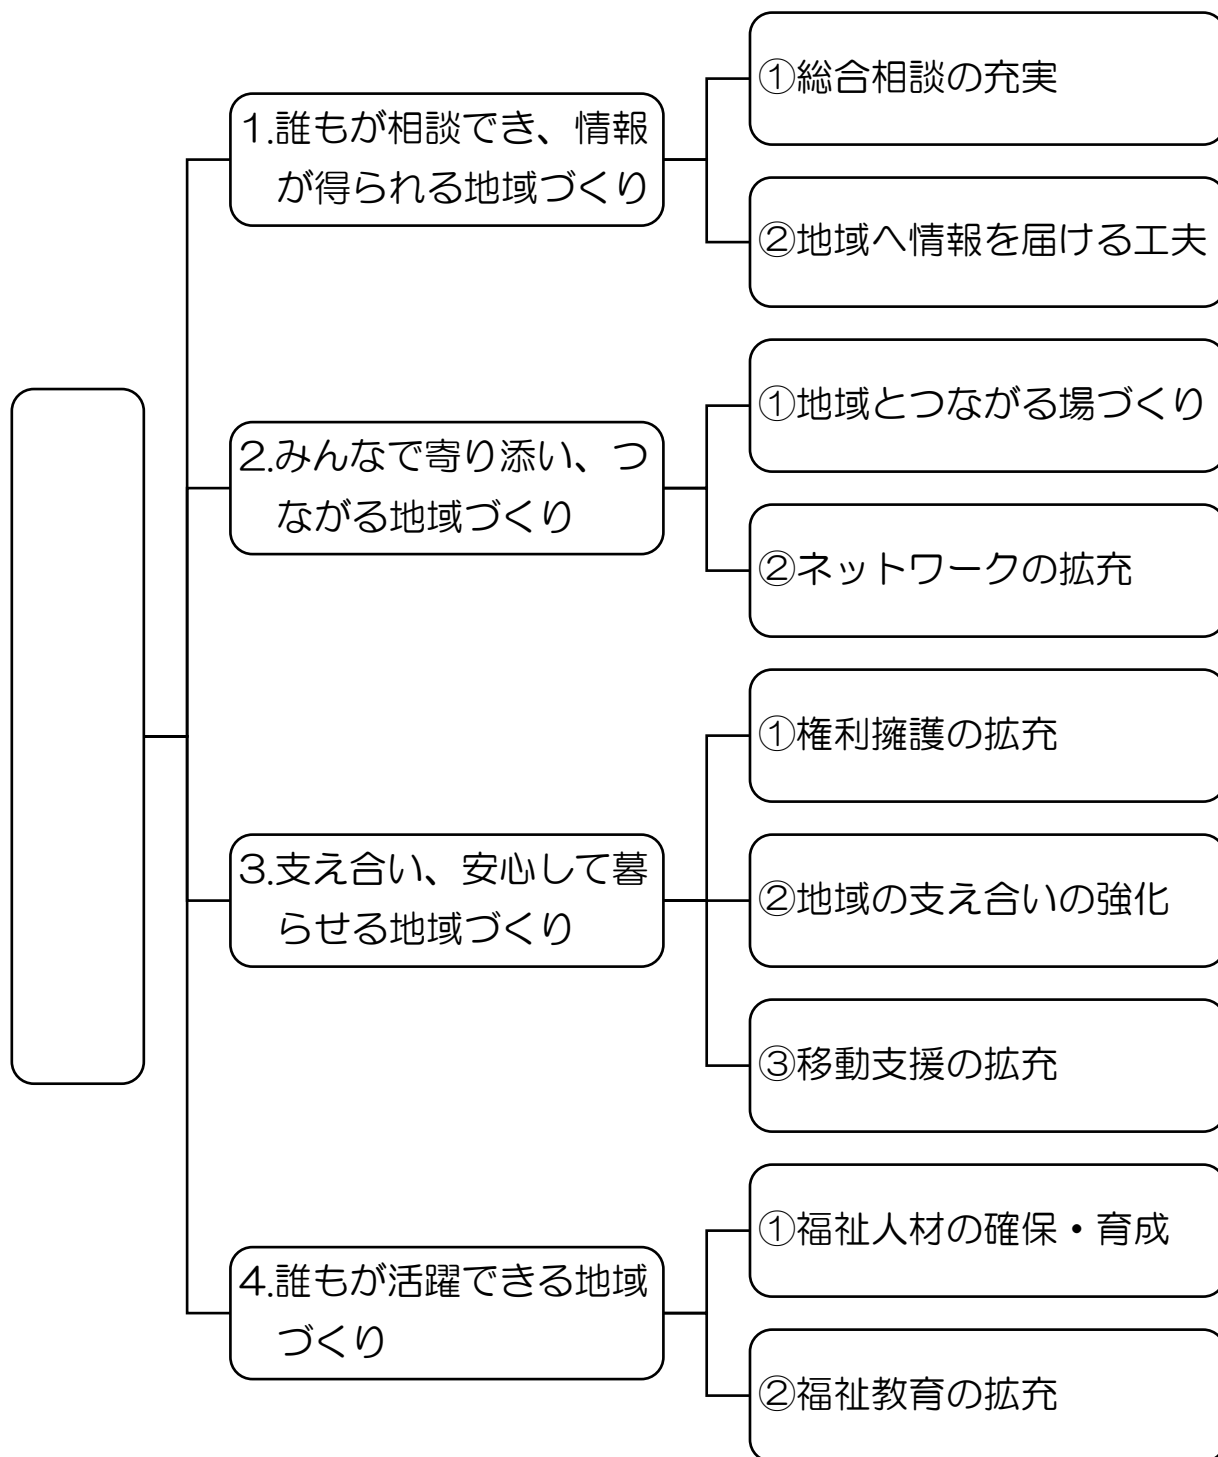 1.誰もが相談でき、情報
が得られる地域づくり
①総合相談の充実
②地域へ情報を届ける工夫
2.みんなで寄り添い、つ
ながる地域づくり
①地域とつながる場づくり
②ネットワークの拡充
3.支え合い、安心して暮
らせる地域づくり
①権利擁護の拡充
②地域の支え合いの強化
③移動支援の拡充
4.誰もが活躍できる地域
づくり
①福祉人材の確保・育成
②福祉教育の拡充